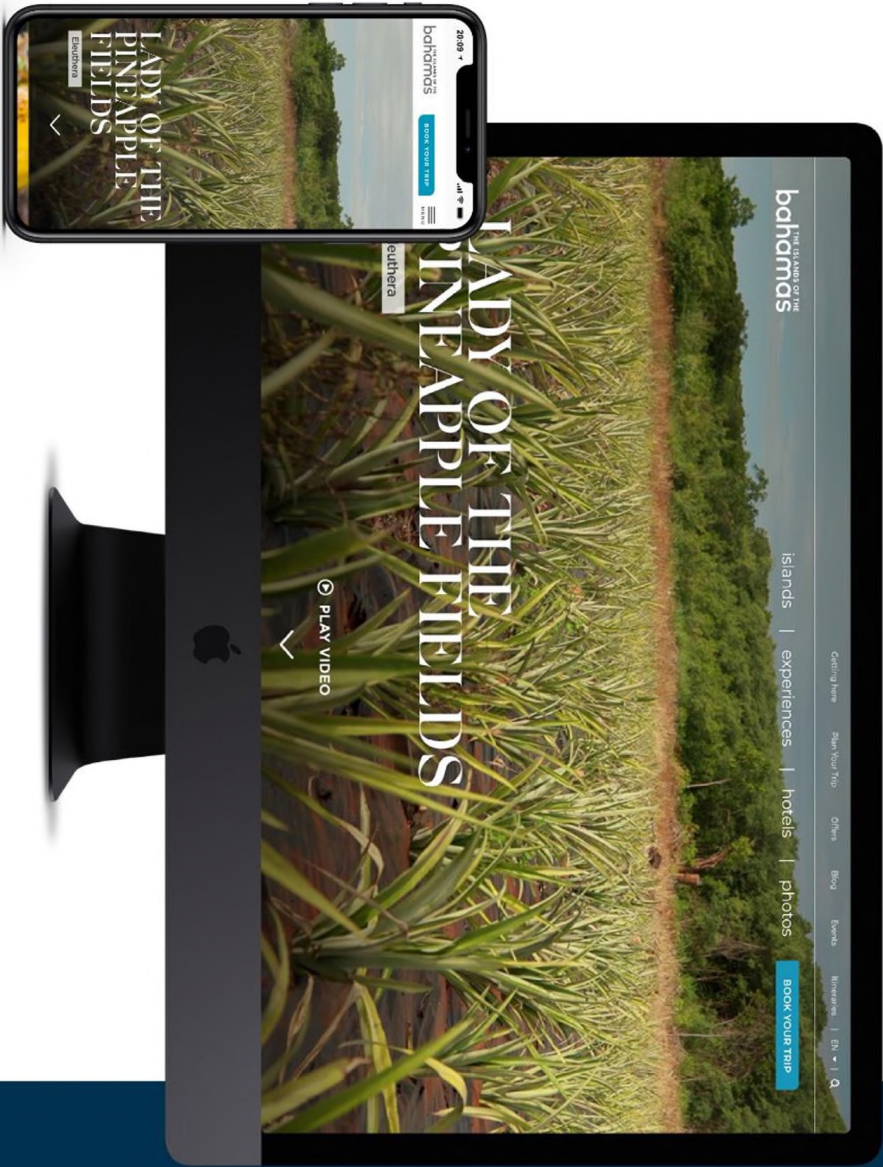 20:09
THE ISLANDS OF THE
bahamas
BOOK YOUR TRIP
MENU
LADY OF THE
PINEAPPLE
FIELDS
Eleuthera
Getting here
Plan Your Trip
Offers
Blog
Events
Itineraries
EN
THE ISLANDS OF THE
bahamas
islands | experiences | hotels | photos
BOOK YOUR TRIP
LADY OF THE
PINEAPPLE FIELDS
leuthera
PLAY VIDEO